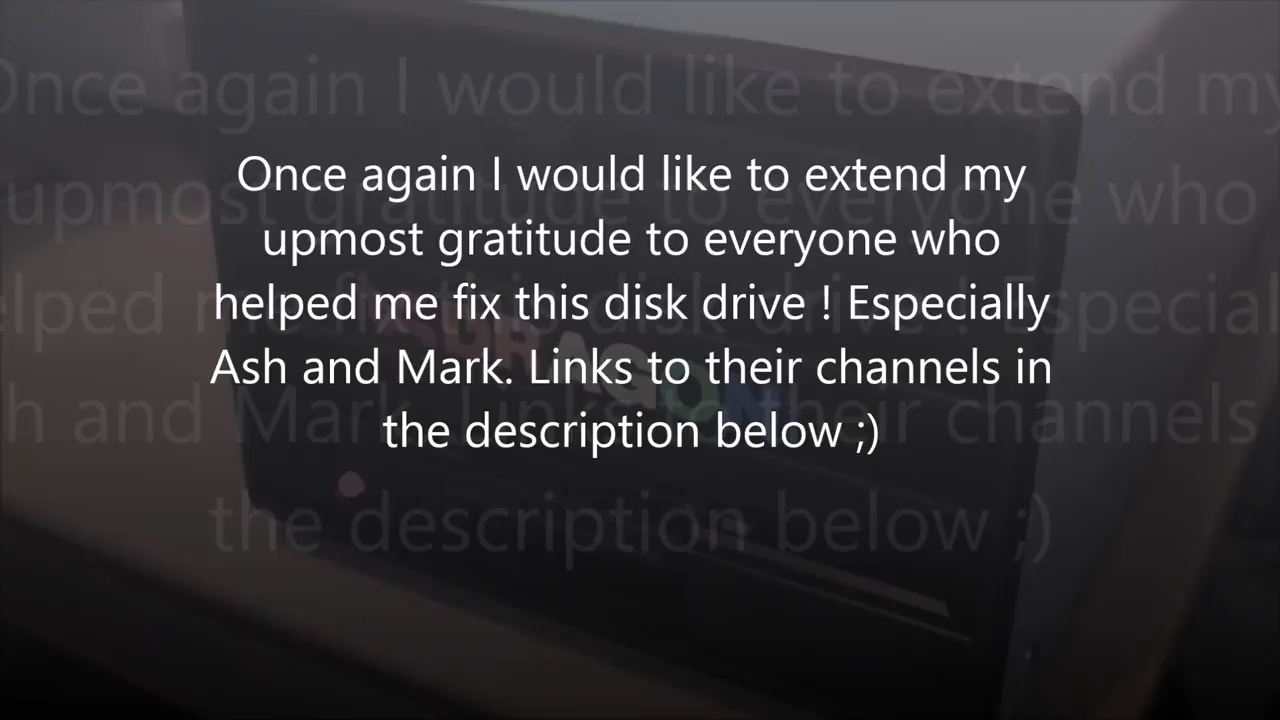 Once again I would like to extend my
upmost gratitude to everyone who
helped me fix this disk drive ! Especially
Ash and Mark. Links to their channels in
the description below ;)